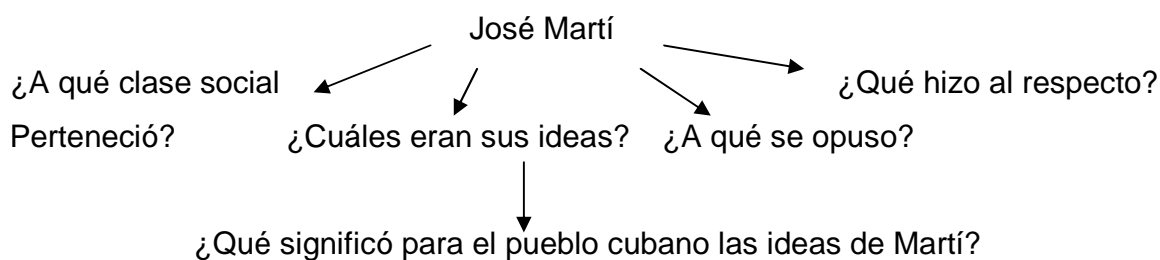 José Martí
¿A qué clase social
¿Qué hizo al respecto?
Perteneció?
¿Cuáles eran sus ideas?
¿A qué se opuso?
¿Qué significó para el pueblo cubano las ideas de Martí?